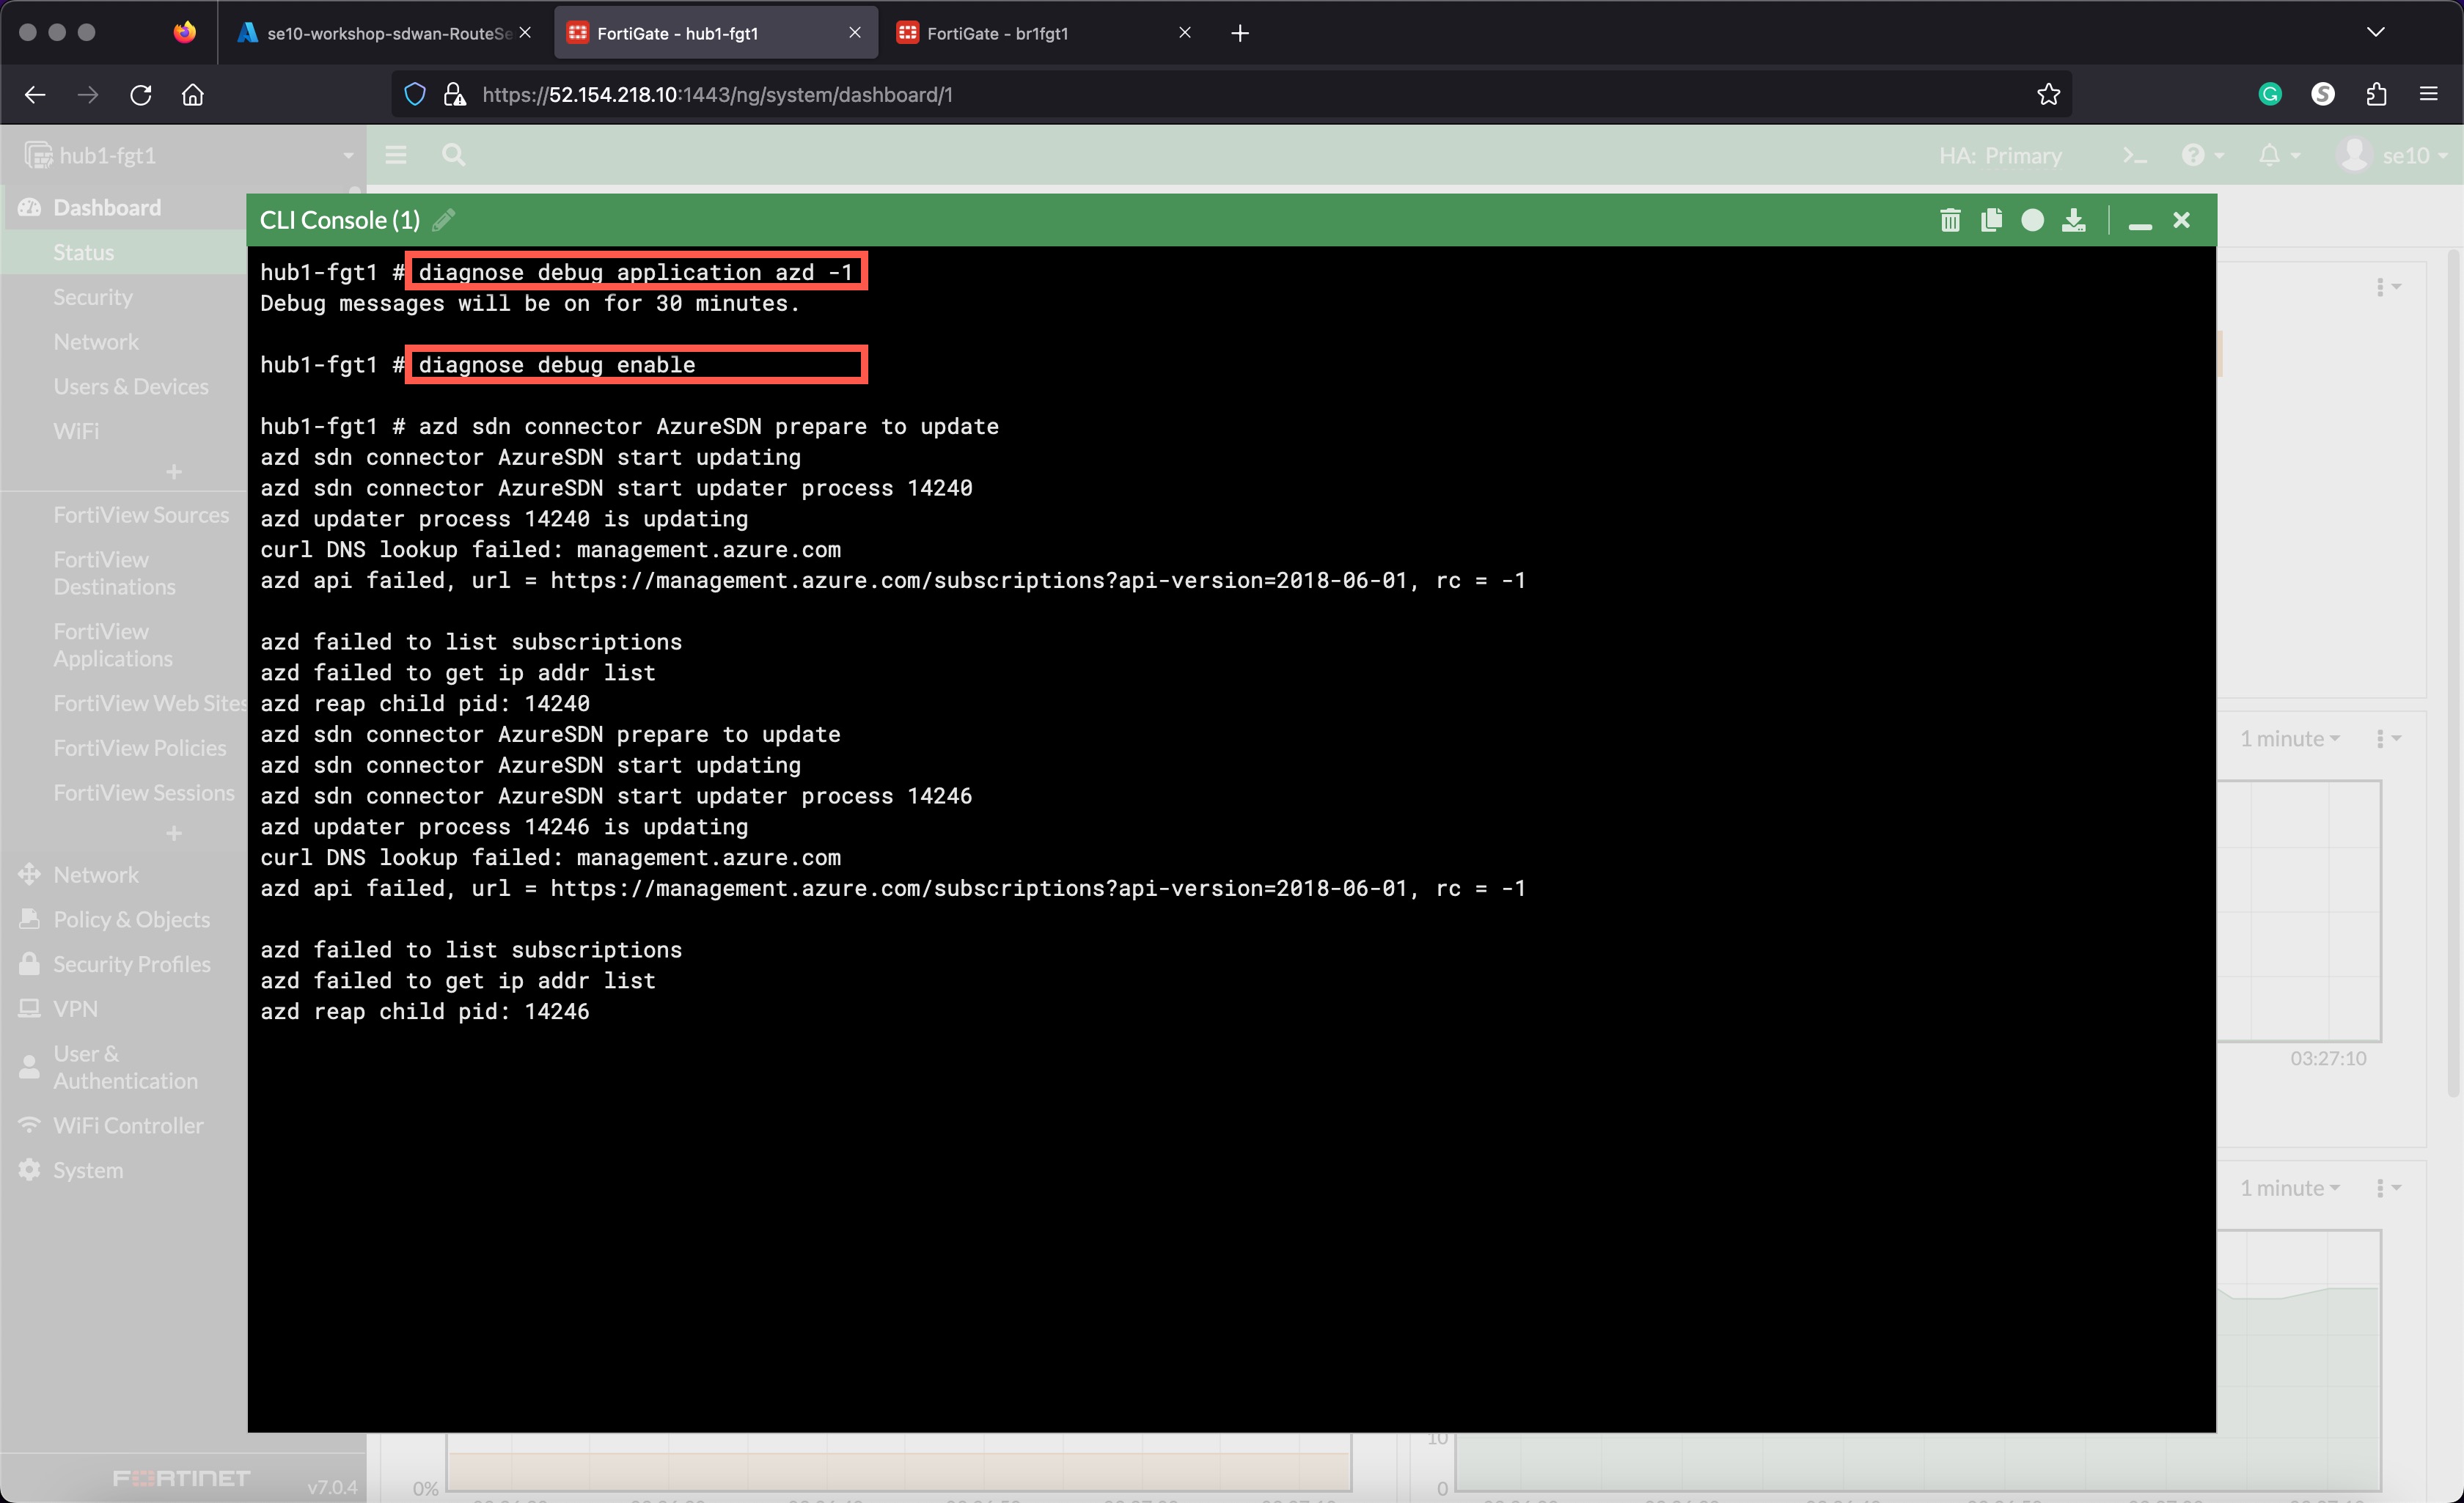 se10-workshop-sdwan-RouteSe
FortiGate - hub1-fgt1
FortiGate - br1fgt1
https://52.154.218.10:1443/ng/system/dashboard/1
hub1-fgt1
HA: Primary
se10
Dashboard
Status
Security
Network
Users & Devices
WiFi
FortiView Sources
FortiView
Destinations
FortiView
Applications
FortiView Web Sites
FortiView Policies
FortiView Sessions
Network
Policy & Objects
Security Profiles
VPN
User &
Authentication
WiFi Controller
System
FORTINET
v7.0.4
CLI Console (1)
hub1-fgt1 # diagnose debug application azd -1
Debug messages will be on for 30 minutes.
hub1-fgt1 # diagnose debug enable
hub1-fgt1 # azd sdn connector AzureSDN prepare to update
azd sdn connector AzureSDN start updating
azd sdn connector AzureSDN start updater process 14240
azd updater process 14240 is updating
curl DNS lookup failed: management.azure.com
azd api failed, url = https://management.azure.com/subscriptions?api-version=2018-06-01, rc = -1
azd failed to list subscriptions
azd failed to get ip addr list
azd reap child pid: 14240
azd sdn connector AzureSDN prepare to update
azd sdn connector AzureSDN start updating
azd sdn connector AzureSDN start updater process 14246
azd updater process 14246 is updating
curl DNS lookup failed: management.azure.com
azd api failed, url = https://management.azure.com/subscriptions?api-version=2018-06-01, rc = -1
azd failed to list subscriptions
azd failed to get ip addr list
azd reap child pid: 14246
1 minute
03:27:10
1 minute
10
0%
0